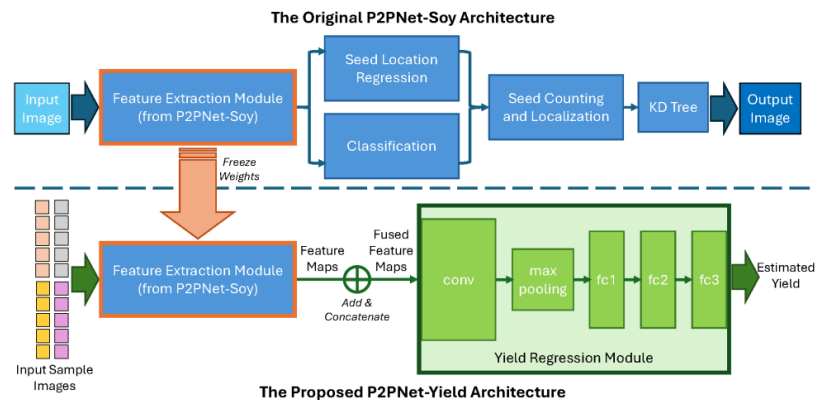 The Original P2PNet-Soy Architecture
Input
Image
Feature Extraction Module
(from P2PNet-Soy)
Seed Location
Regression
Classification
Seed Counting
and Localization
KD Tree
Output
Image
Freeze
Weights
Input Sample
Images
Feature Extraction Module
(from P2PNet-Soy)
Feature
Maps
Add &
Concatenate
Fused
Feature
Maps
conv
max
pooling
fc1
fc2
fc3
Yield Regression Module
Estimated
Yield
The Proposed P2PNet-Yield Architecture